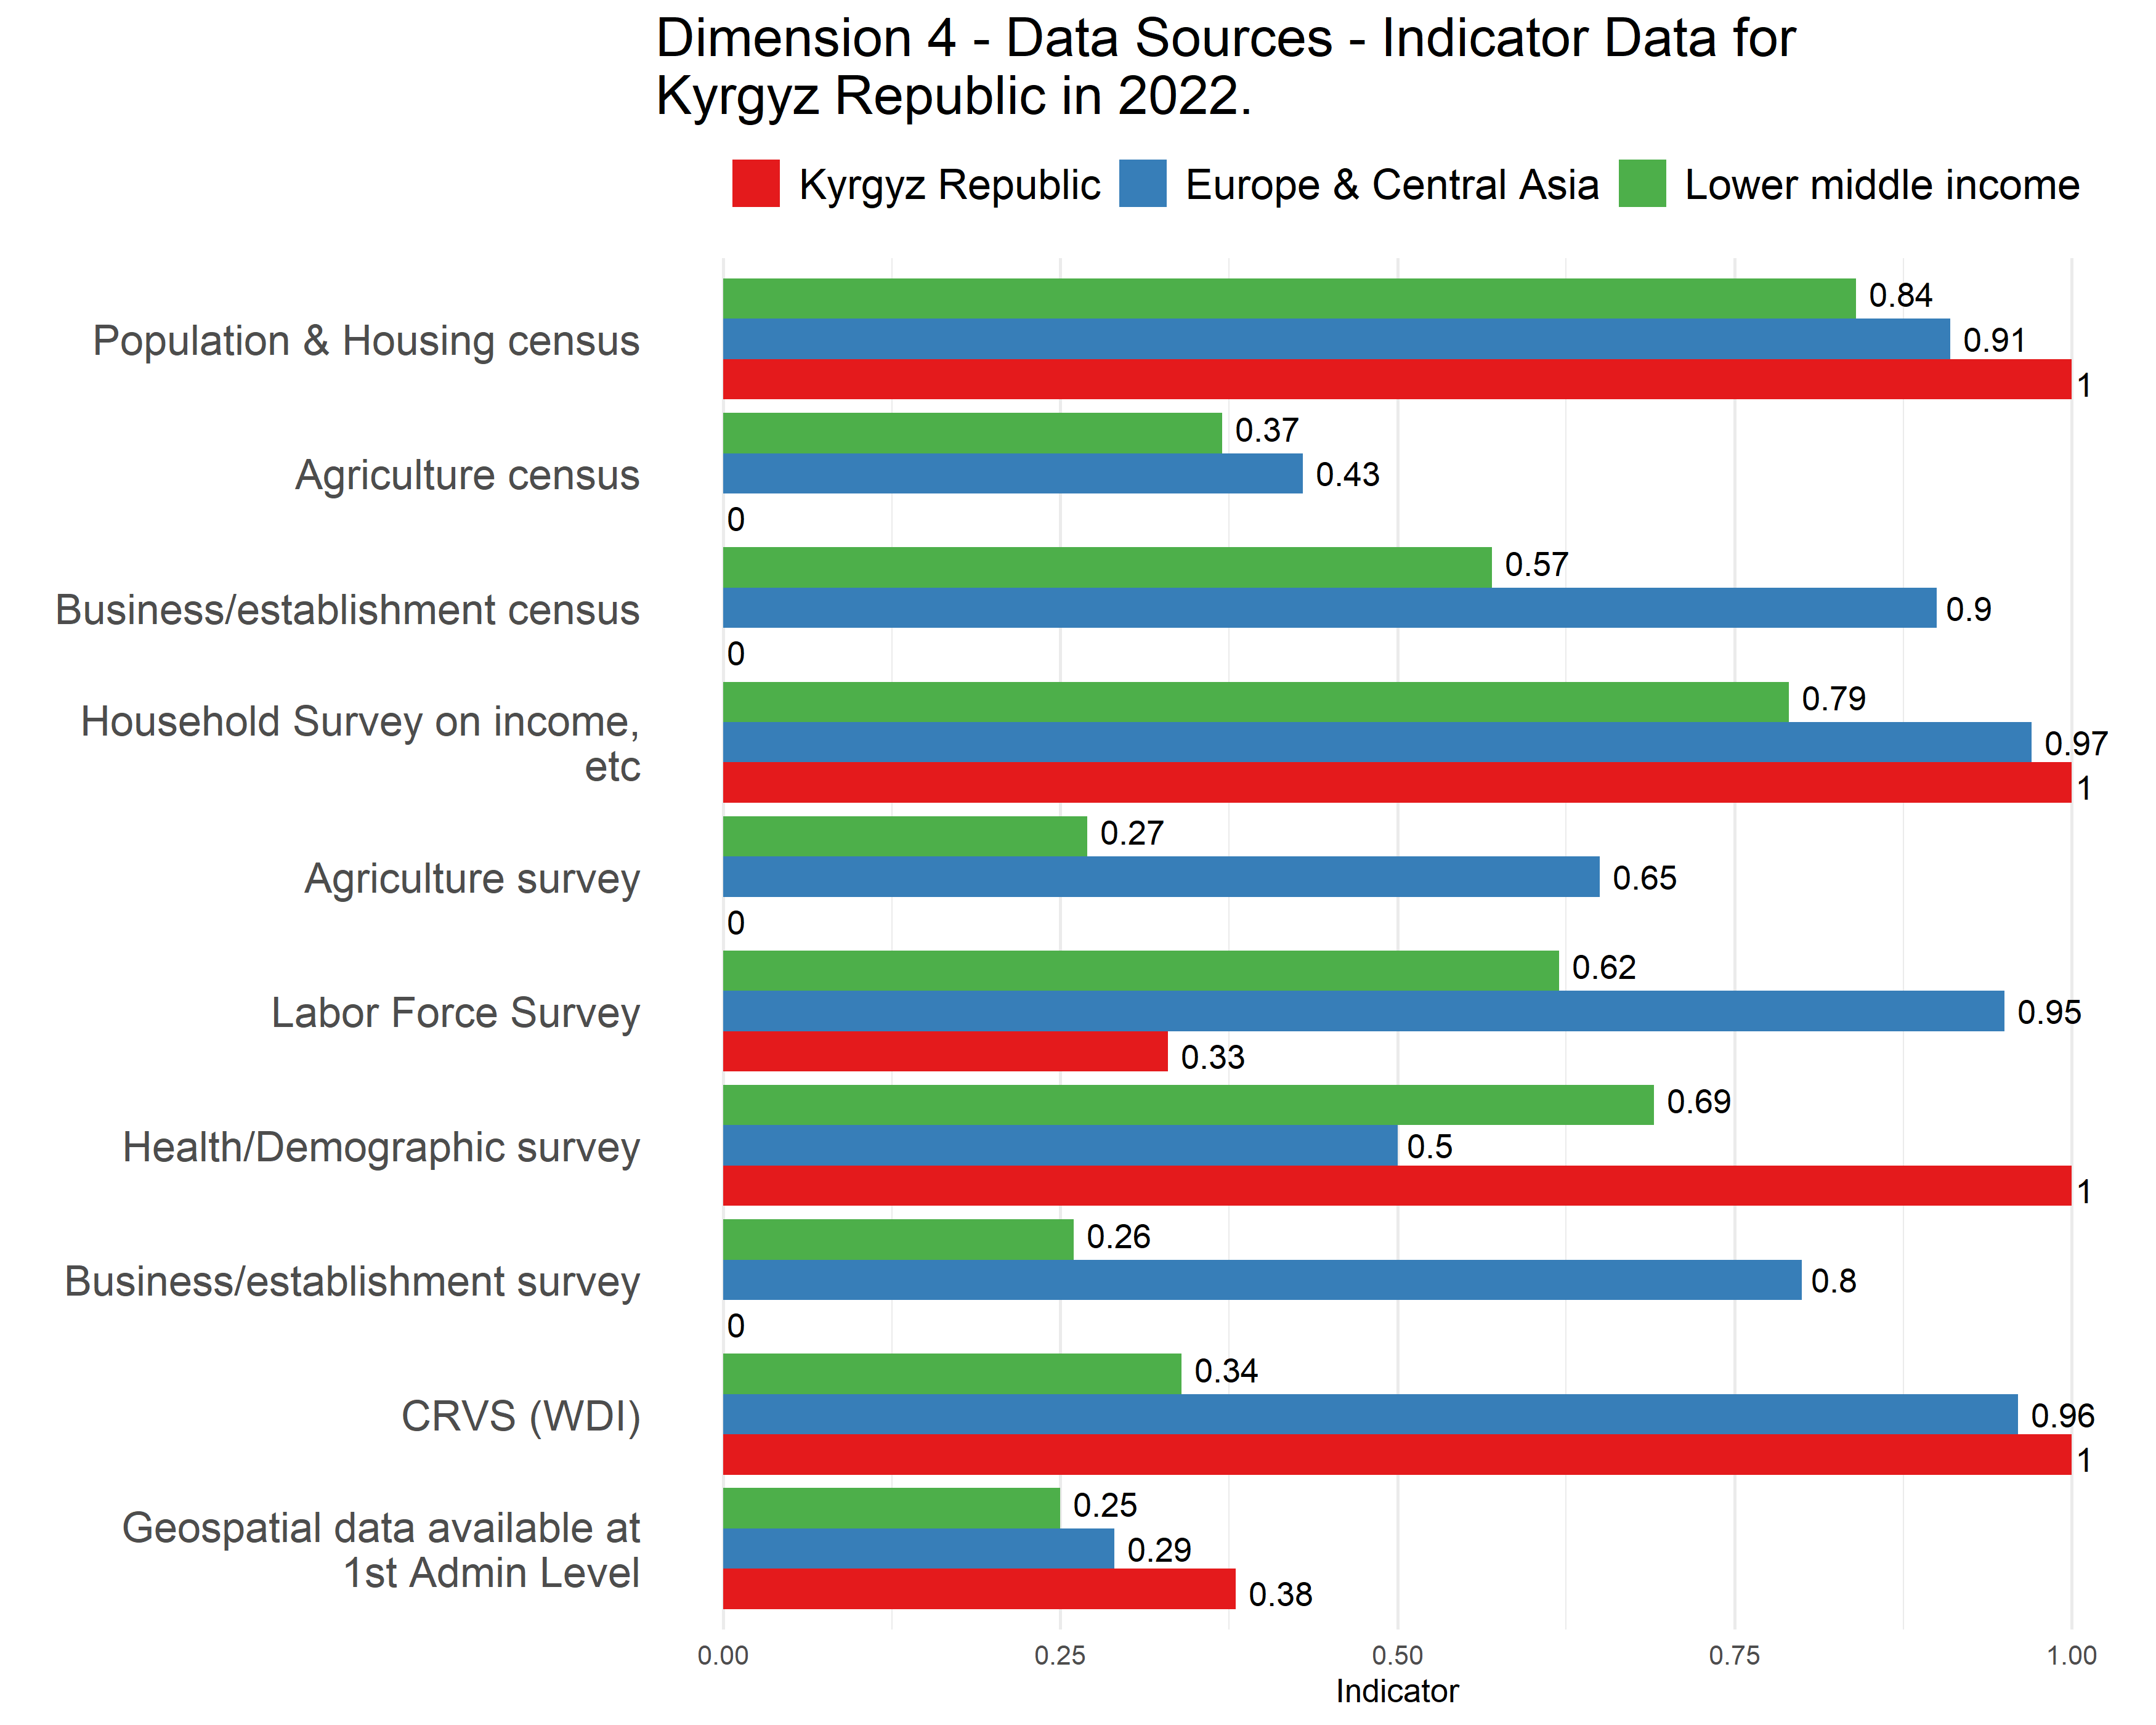 Dimension 4 - Data Sources - Indicator Data for
Kyrgyz Republic in 2022.
Kyrgyz Republic Europe & Central Asia Lower middle income
Population & Housing census
0.84
0.91
1
Agriculture census
0.37
0.43
0
Business/establishment census
0.57
0.9
0
Household Survey on income,
etc
0.79
0.97
1
Agriculture survey
0.27
0.65
0
Labor Force Survey
0.62
0.95
0.33
Health/Demographic survey
0.69
0.5
1
Business/establishment survey
0.26
0.8
0
CRVS (WDI)
0.34
0.96
1
Geospatial data available at
1st Admin Level
0.25
0.29
0.38
0.00 0.25 0.50 0.75 1.00
Indicator